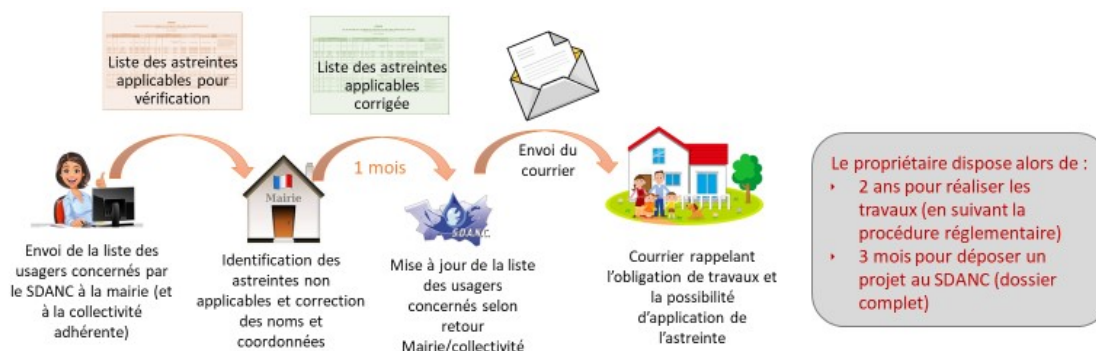 Liste des astreintes
applicables pour
vérification
Liste des astreintes
applicables
corrigée
1 mois
Envoi du
courrier
Mairie
S.D.A.N.C.
Envoi de la liste des
usagers concernés par
le SDANC à la mairie (et
à la collectivité
adhérente)
Identification des
astreintes non
applicables et correction
des noms et
coordonnées
Mise à jour de la liste
des usagers
concernés selon
retour
Mairie/collectivité
Courrier rappelant
l'obligation de travaux et
la possibilité
d'application de
l'astreinte
Le propriétaire dispose alors de :
• 2 ans pour réaliser les
travaux (en suivant la
procédure réglementaire)
• 3 mois pour déposer un
projet au SDANC (dossier
complet)